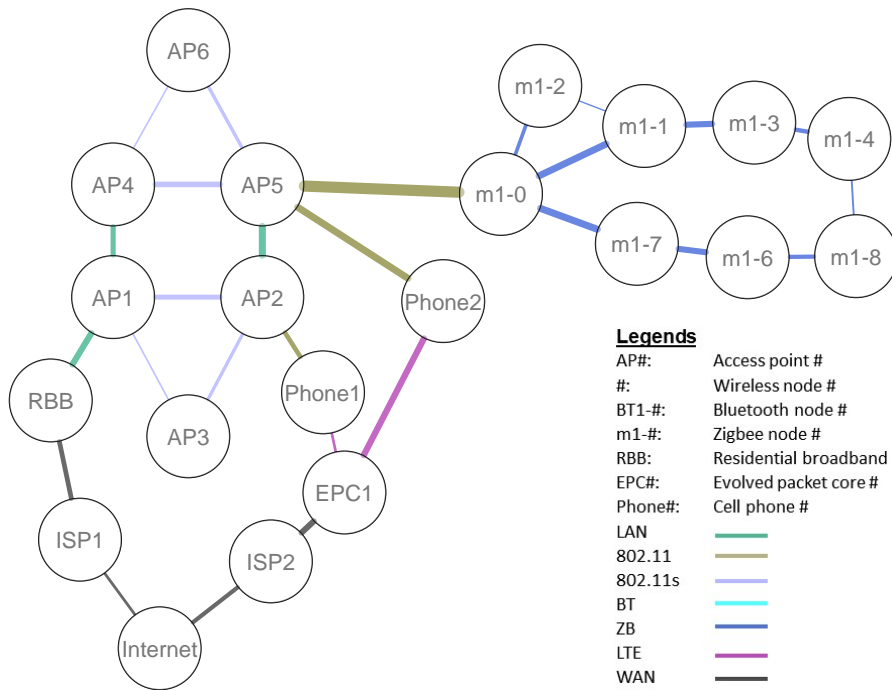 AP6
m1-2
m1-1
m1-3
m1-4
AP4
AP5
m1-0
m1-7
m1-6
m1-8
AP1
AP2
Phone2
RBB
AP3
Phone1
EPC1
ISP1
ISP2
Internet
Legends
AP#: Access point #
#: Wireless node #
BT1-#: Bluetooth node #
m1-#: Zigbee node #
RBB: Residential broadband
EPC#: Evolved packet core #
Phone#: Cell phone #
LAN
802.11
802.11s
BT
ZB
LTE
WAN